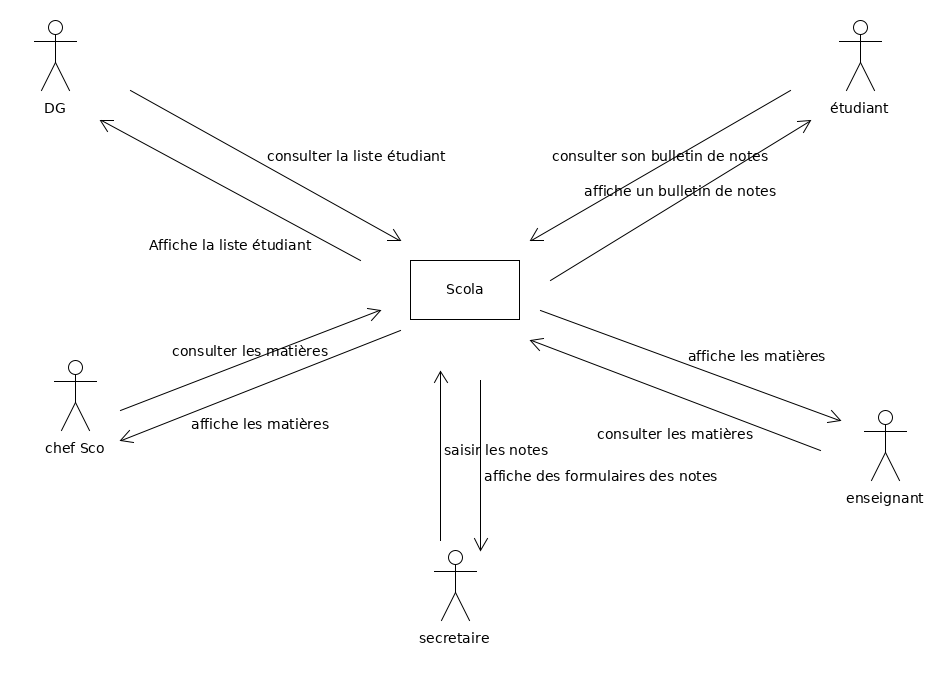 DG
étudiant
consulter la liste étudiant
consulter son bulletin de notes
affiche un bulletin de notes
Affiche la liste étudiant
Scola
consulter les matières
affiche les matières
affiche les matières
consulter les matières
chef Sco
saisir les notes
affiche des formulaires des notes
enseignant
secretaire